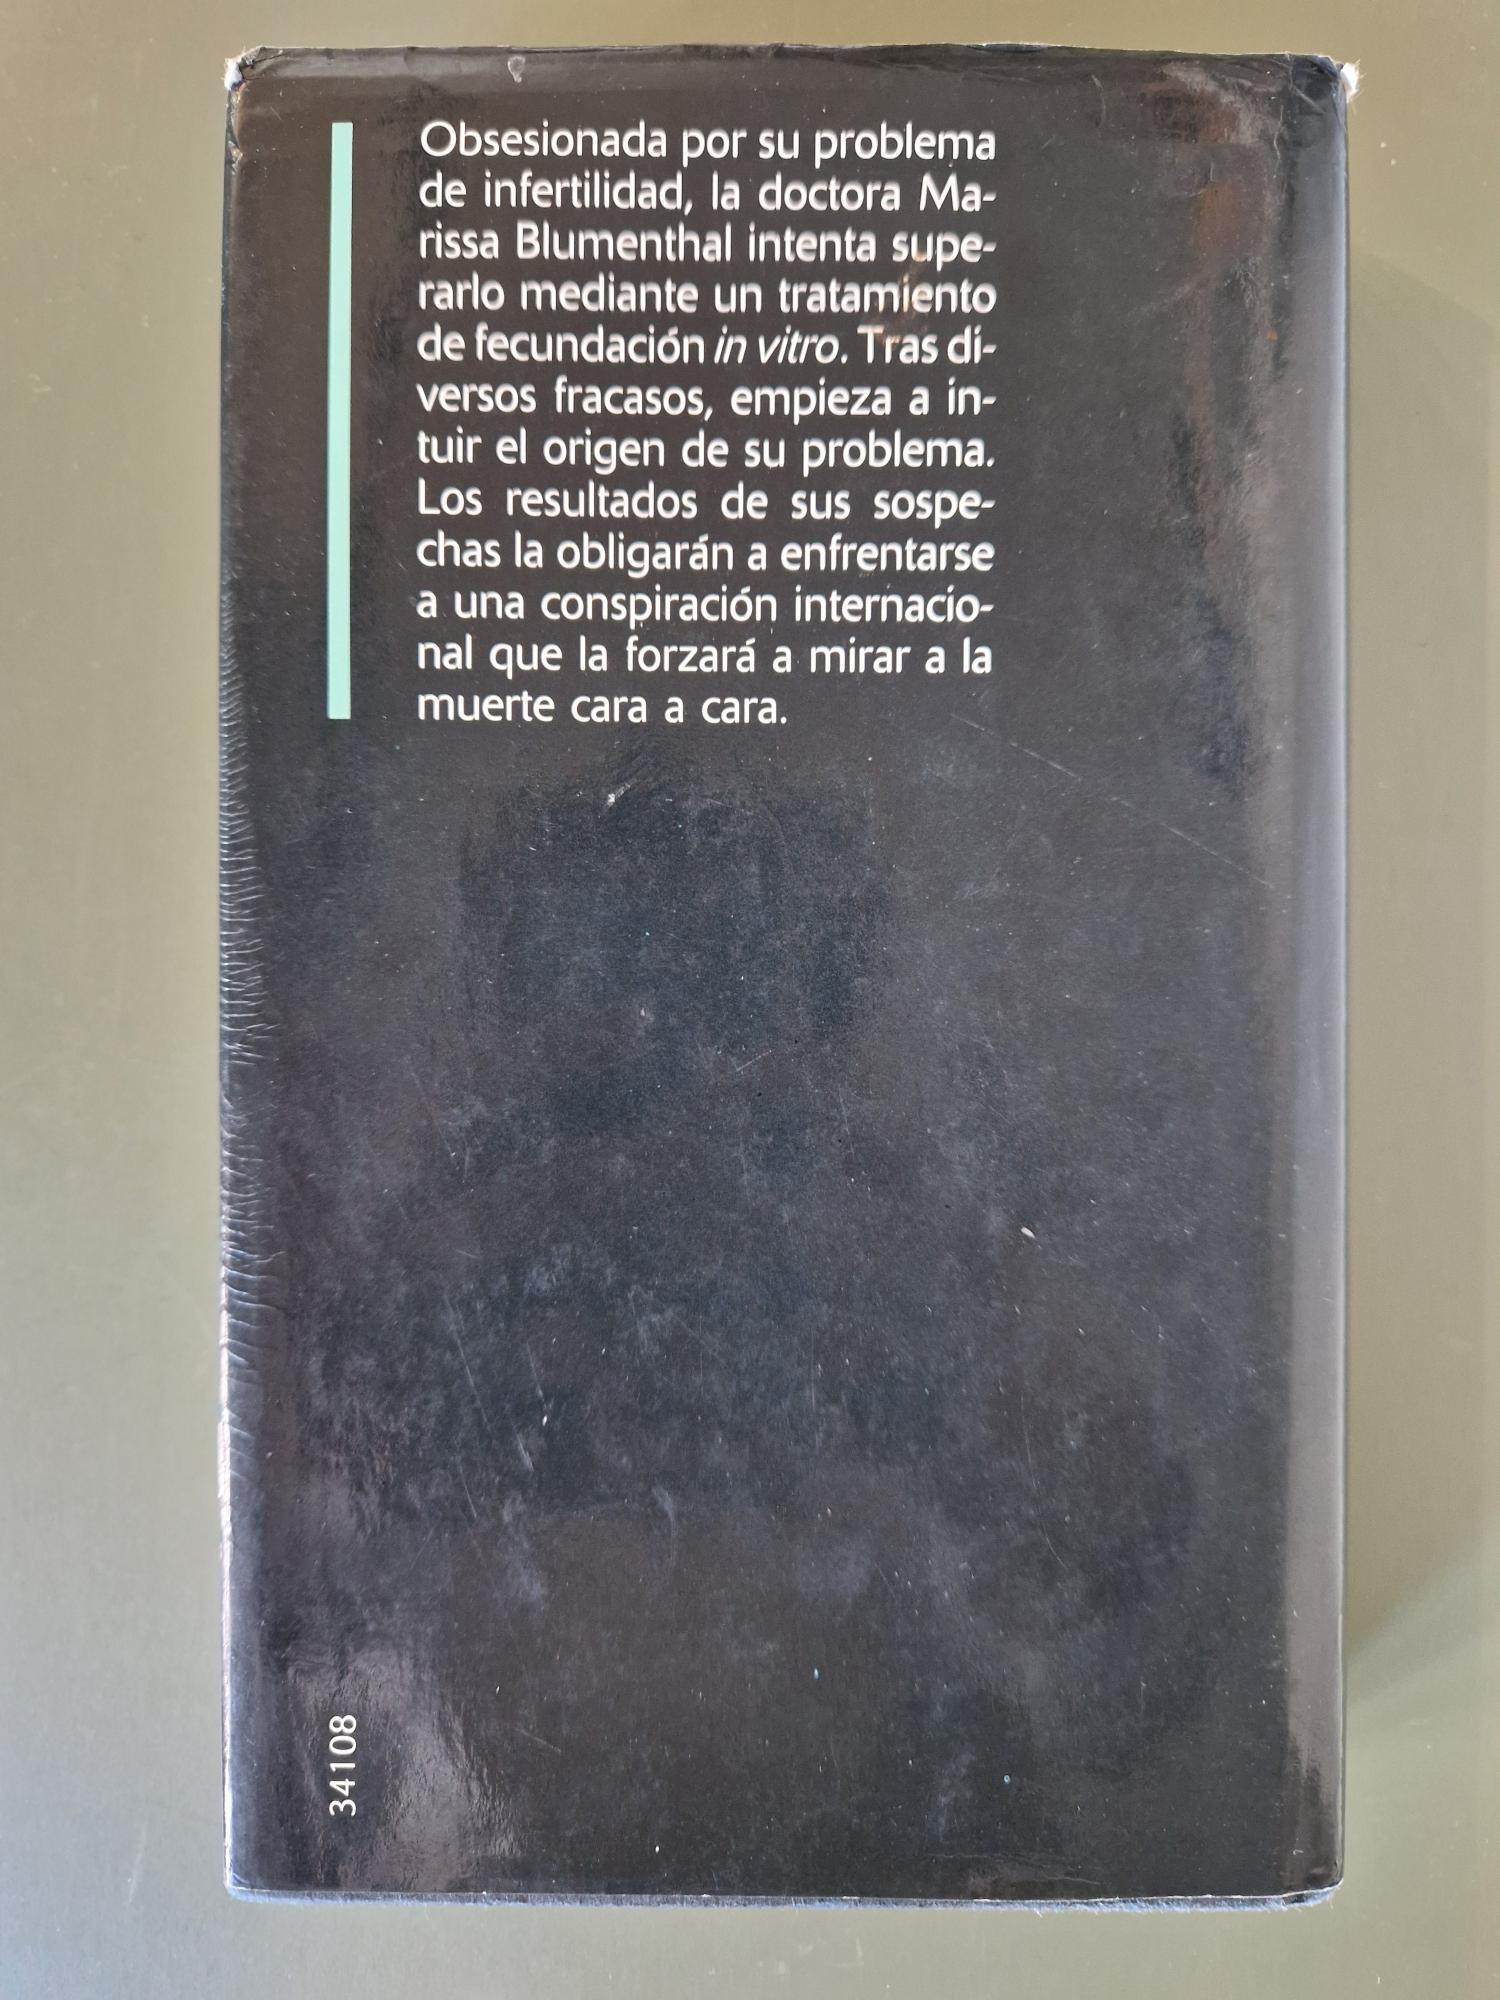 Obsesionada por su problema
de infertilidad, la doctora Ma-
rissa Blumenthal intenta supe-
rarlo mediante un tratamiento
de fecundación in vitro. Tras di-
versos fracasos, empieza a in-
tuir el origen de su problema.
Los resultados de sus sospe-
chas la obligarán a enfrentarse
a una conspiración internacio-
nal que la forzará a mirar a la
muerte cara a cara.
34108